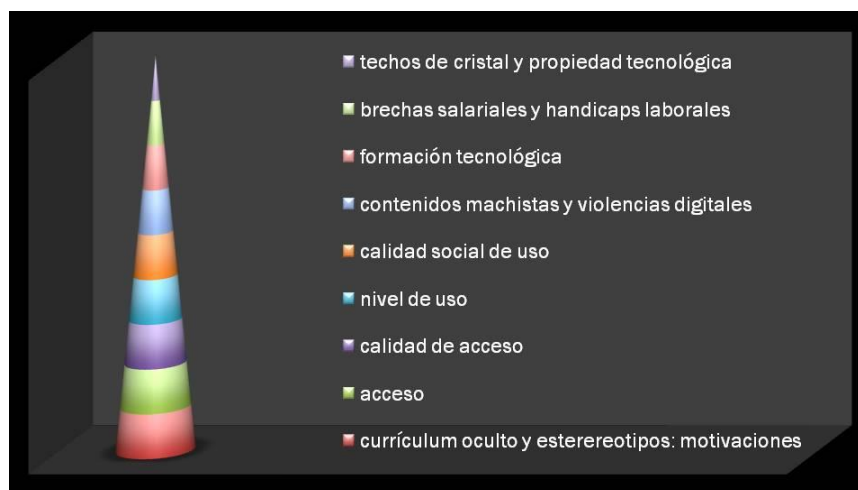 techos de cristal y propiedad tecnológica
brechas salariales y handicaps laborales
formación tecnológica
contenidos machistas y violencias digitales
calidad social de uso
nivel de uso
calidad de acceso
acceso
currículum oculto y esterereotipos: motivaciones